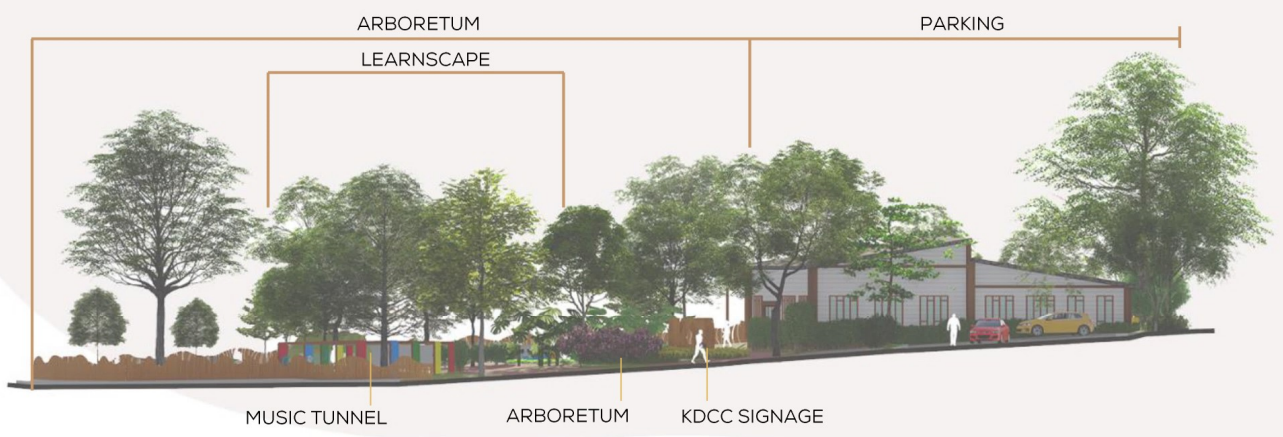 ARBORETUM
PARKING
LEARNSCAPE
MUSIC TUNNEL
ARBORETUM
KDCC SIGNAGE